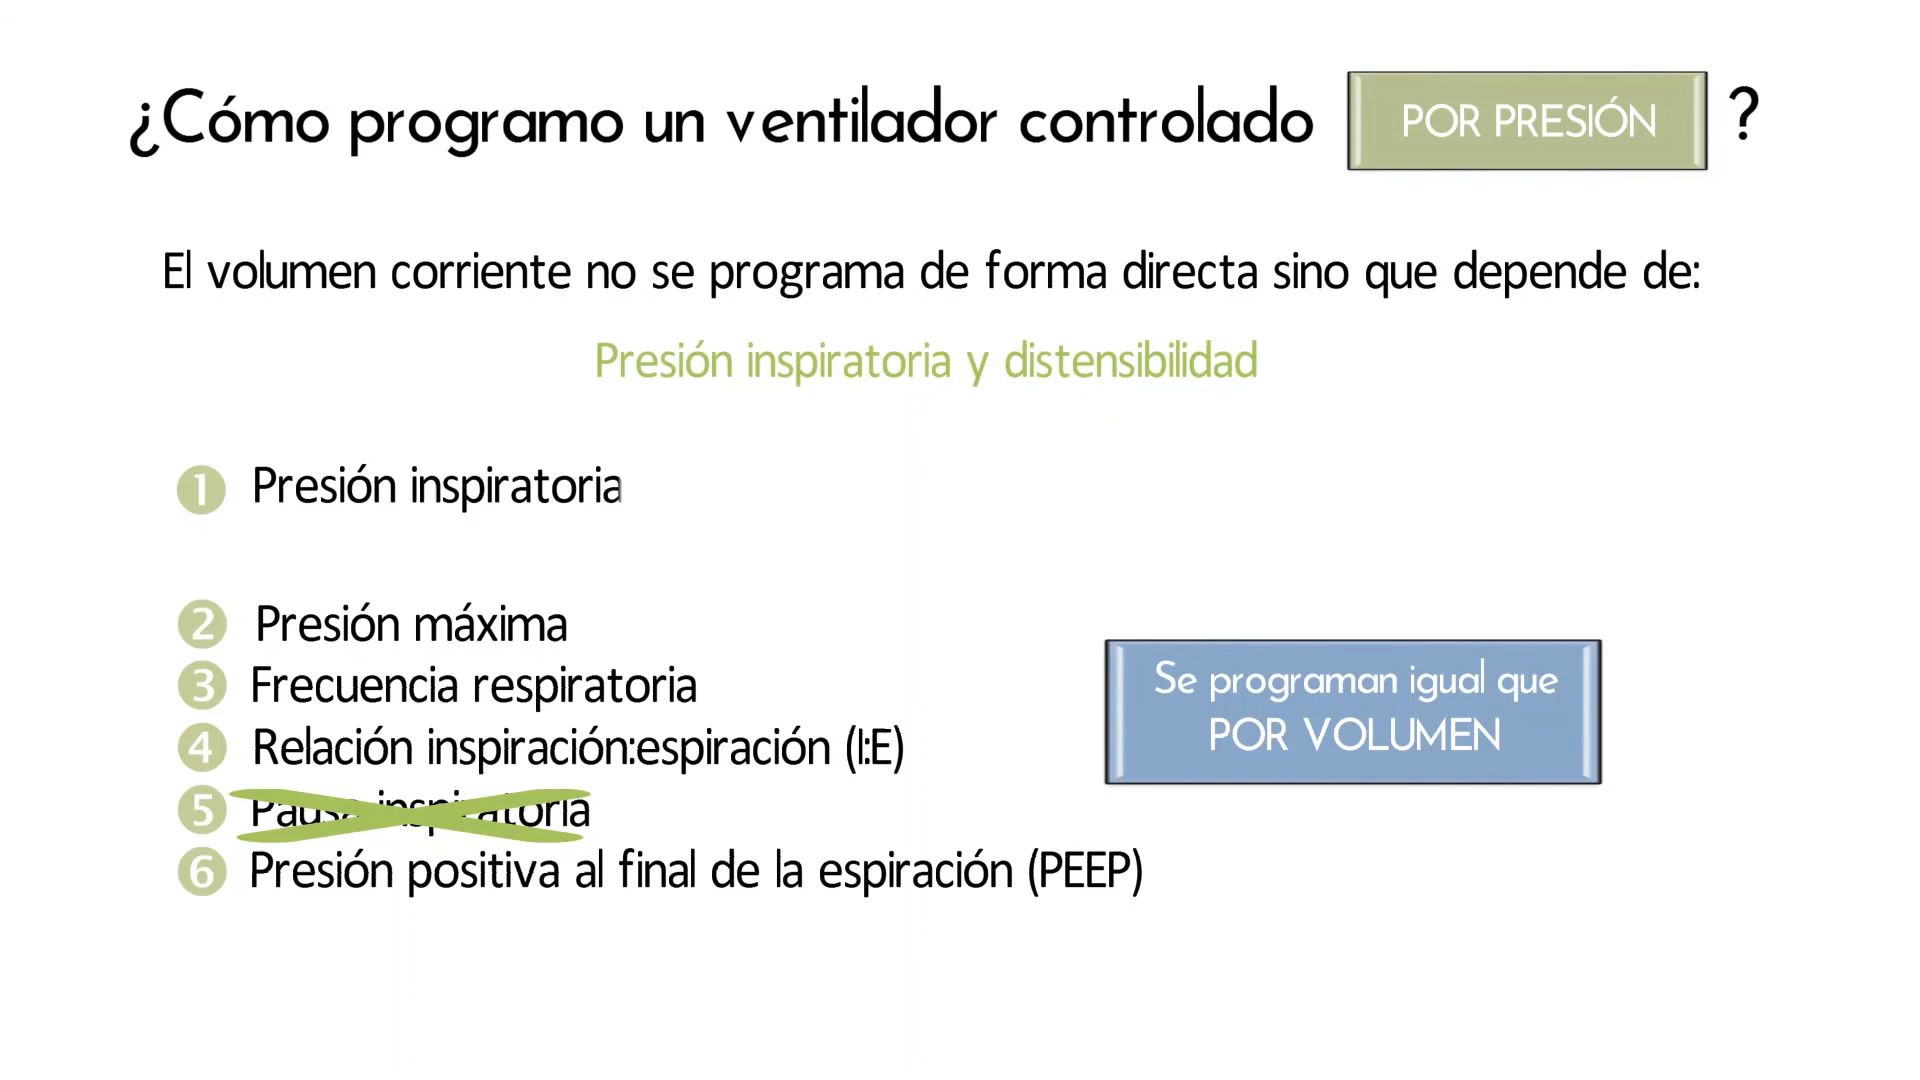 ¿Cómo programo un ventilador controlado POR PRESIÓN ?
El volumen corriente no se programa de forma directa sino que depende de:
Presión inspiratoria y distensibilidad
1 Presión inspiratoria
2 Presión máxima
3 Frecuencia respiratoria
4 Relación inspiración:espiración (I:E)
5 Pausa inspiratoria
6 Presión positiva al final de la espiración (PEEP)
Se programan igual que
POR VOLUMEN